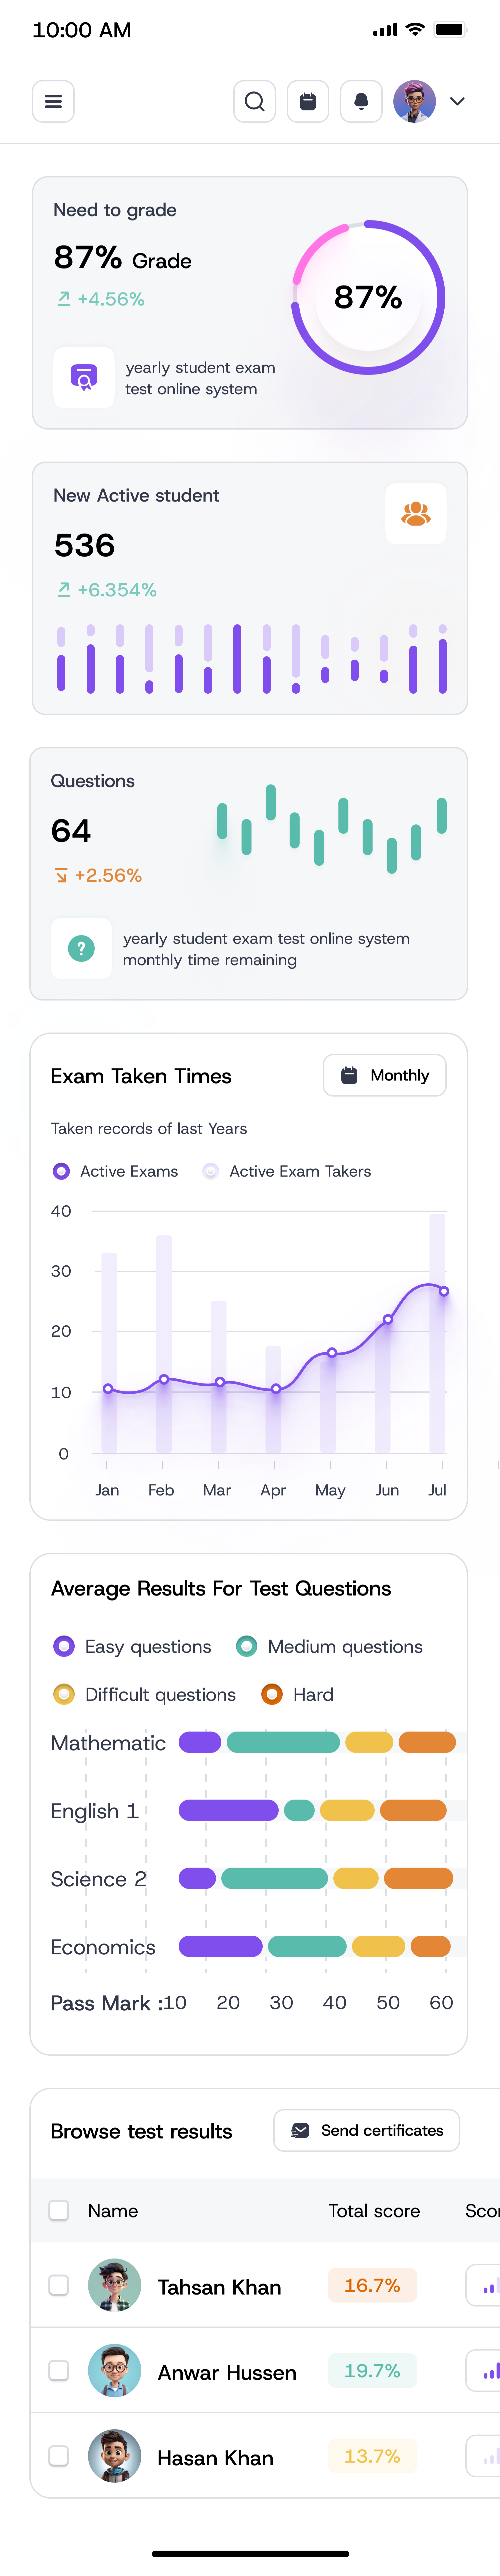 10:00 AM
Need to grade
87% Grade
+4.56%
87%
yearly student exam
test online system
New Active student
536
+6.354%
Questions
64
+2.56%
?
yearly student exam test online system
monthly time remaining
Exam Taken Times
Monthly
Taken records of last Years
Active Exams
Active Exam Takers
40
30
20
10
0
Jan Feb Mar Apr May Jun Jul
Average Results For Test Questions
Easy questions
Medium questions
Difficult questions
Hard
Mathematic
English 1
Science 2
Economics
Pass Mark :10 20 30 40 50 60
Browse test results
Send certificates
Name Total score Scor
Tahsan Khan 16.7%
Anwar Hussen 19.7%
Hasan Khan 13.7%